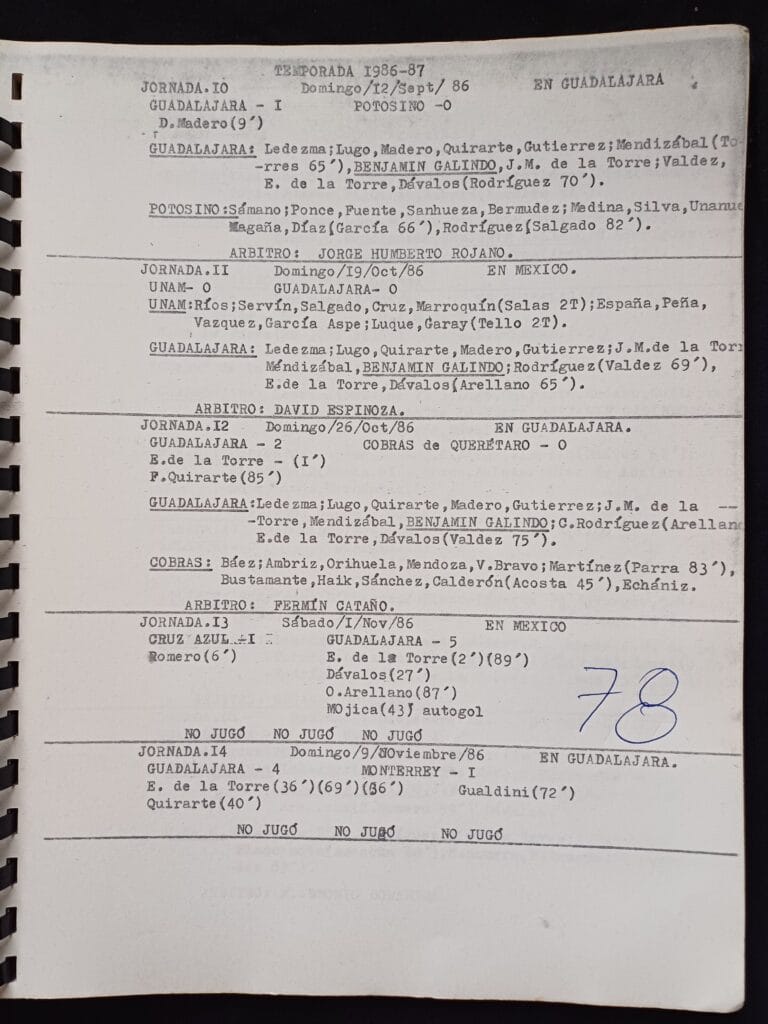 TEMPORADA I986-87
JORNADA.IO Domingo/I2/Sept/ 86 EN GUADALAJARA
GUADALAJARA - I POTOSINO -O
D.Madero(9´)
GUADALAJARA: Ledezma;Lugo,Madero,Quirarte,Gutierrez;Mendizábal(To-
-rres 65´),BENJAMIN GALINDO,J.M. de la Torre;Valdez,
E. de la Torre,Dávalos(Rodríguez 70´).
POTOSINO:Sámano;Ponce,Fuente,Sanhueza,Bermudez;Medina,Silva,Unanue
Magaña,Díaz(García 66´),Rodríguez(Salgado 82´).
ARBITRO: JORGE HUMBERTO ROJANO.
JORNADA.II Domingo/I9/Oct/86 EN MEXICO.
UNAM- O GUADALAJARA- O
UNAM:Ríos;Servín,Salgado,Cruz,Marroquín(Salas 2T);España,Peña,
Vazquez,García Aspe;Luque,Garay(Tello 2T).
GUADALAJARA: Ledezma;Lugo,Quirarte,Madero,Gutierrez;J.M.de la Tor
Méndizábal,BENJAMIN GALINDO;Rodríguez(Valdez 69´),
E.de la Torre,Dávalos(Arellano 65´).
ARBITRO: DAVID ESPINOZA.
JORNADA.I2 Domingo/26/Oct/86 EN GUADALAJARA.
GUADALAJARA - 2 COBRAS de QUERÉTARO - O
E.de la Torre - (I´)
F.Quirarte(85´)
GUADALAJARA:Ledezma;Lugo,Quirarte,Madero,Gutierrez;J.M. de la --
-Torre,Mendizábal,BENJAMIN GALINDO;C.Rodríguez(Arellano
E.de la Torre,Dávalos(Valdez 75´).
COBRAS: Báez;Ambriz,Orihuela,Mendoza,V.Bravo;Martínez(Parra 83´),
Bustamante,Haik,Sánchez,Calderón(Acosta 45´),Echániz.
ARBITRO: FERMÍN CATAÑO.
JORNADA.I3 Sábado/I/Nov/86 EN MEXICO
CRUZ AZUL -I GUADALAJARA - 5
Romero(6´) E. de la Torre(2´)(89´)
Dávalos(27´)
O.Arellano(87´)
Mojica(43) autogol
78
NO JUGÓ NO JUGÓ NO JUGÓ
JORNADA.I4 Domingo/9/Noviembre/86 EN GUADALAJARA.
GUADALAJARA - 4 MONTERREY - I
E. de la Torre(36´)(69´)(86´) Gualdini(72´)
Quirarte(40´)
NO JUGÓ NO JUGÓ NO JUGÓ